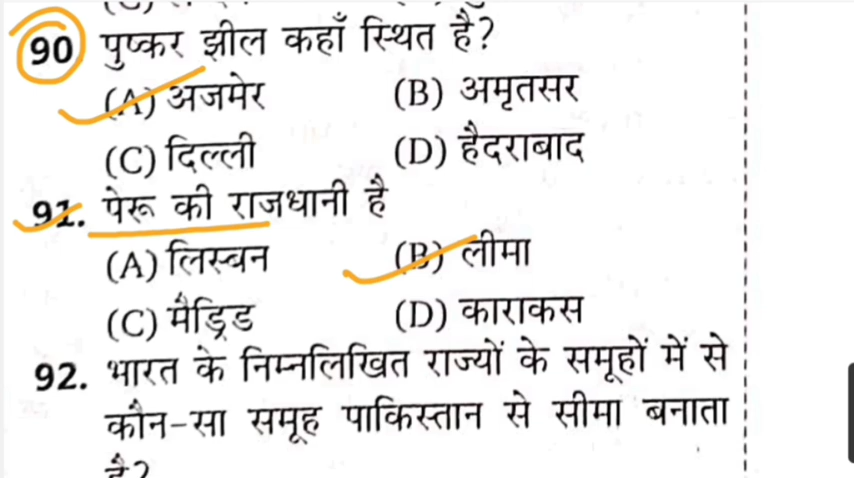 90 पुष्कर झील कहाँ स्थित है?
(A) अजमेर (B) अमृतसर
(C) दिल्ली (D) हैदराबाद
91. पेरू की राजधानी है
(A) लिस्बन (B) लीमा
(C) मैड्रिड (D) काराकस
92. भारत के निम्नलिखित राज्यों के समूहों में से
कौन-सा समूह पाकिस्तान से सीमा बनाता
है?